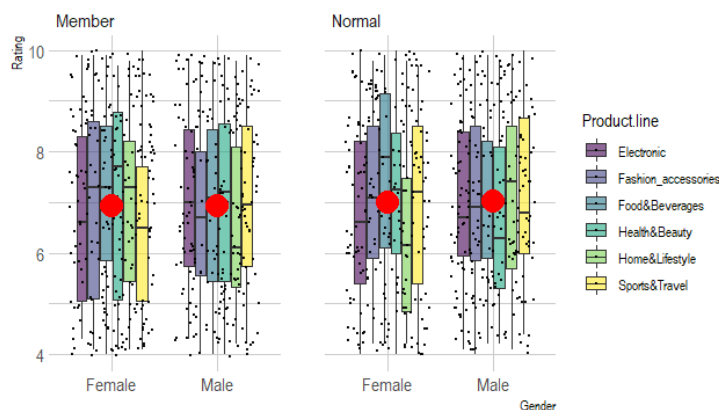 Member
Normal
Rating
10
8
6
4
Female
Male
Female
Male
Gender
Product.line
Electronic
Fashion_accessories
Food&Beverages
Health&Beauty
Home&Lifestyle
Sports&Travel